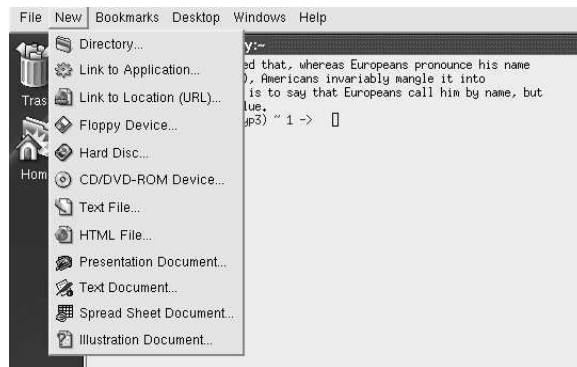 File New Bookmarks Desktop Windows Help
Directory...
Link to Application...
Link to Location (URL)...
Floppy Device...
Hard Disc...
CD/DVD-ROM Device...
Text File...
HTML File...
Presentation Document...
Text Document...
Spread Sheet Document...
Illustration Document...
Tras
Hom
y:~
ed that, whereas Europeans pronounce his name
), Americans invariably mangle it into
is to say that Europeans call him by name, but
lue.
yp3) ~ 1 ->